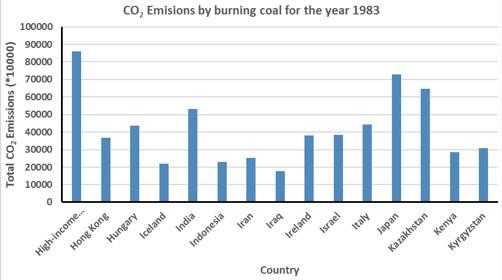 CO2 Emisions by burning coal for the year 1983
Total CO2 Emissions (*10000)
100000
90000
80000
70000
60000
50000
40000
30000
20000
10000
0
High-income...
Hong Kong
Hungary
Iceland
India
Indonesia
Iran
Iraq
Ireland
Israel
Italy
Japan
Kazakhstan
Kenya
Kyrgyzstan
Country